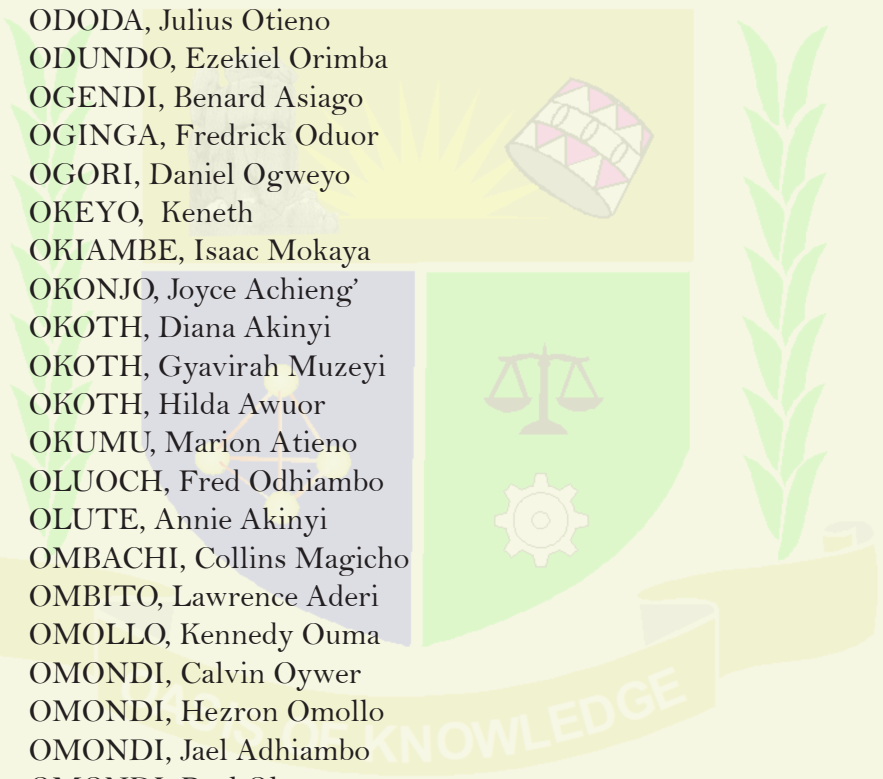 ODODA, Julius Otieno
ODUNDO, Ezekiel Orimba
OGENDI, Benard Asiago
OGINGA, Fredrick Oduor
OGORI, Daniel Ogweyo
OKEYO, Keneth
OKIAMBE, Isaac Mokaya
OKONJO, Joyce Achieng’
OKOTH, Diana Akinyi
OKOTH, Gyavirah Muzeyi
OKOTH, Hilda Awuor
OKUMU, Marion Atieno
OLUOCH, Fred Odhiambo
OLUTE, Annie Akinyi
OMBACHI, Collins Magicho
OMBITO, Lawrence Aderi
OMOLLO, Kennedy Ouma
OMONDI, Calvin Oywer
OMONDI, Hezron Omollo
OMONDI, Jael Adhiambo
OF KNOWLEDGE